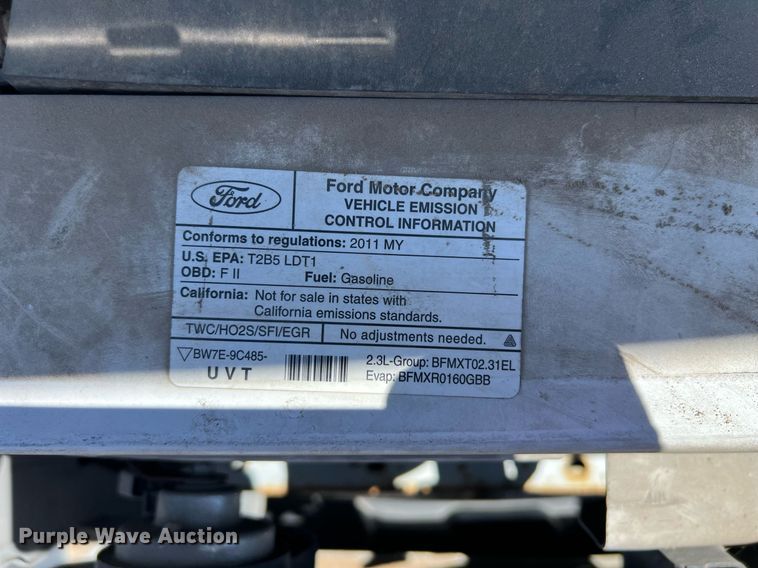 Ford
Ford Motor Company
VEHICLE EMISSION
CONTROL INFORMATION
Conforms to regulations: 2011 MY
U.S. EPA: T2B5 LDT1
OBD: F II Fuel: Gasoline
California: Not for sale in states with
California emissions standards.
TWC/HO2S/SFI/EGR No adjustments needed.
BW7E-9C485- 2.3L-Group: BFMXT02.31EL
UVT Evap: BFMXR0160GBB
Purple Wave Auction